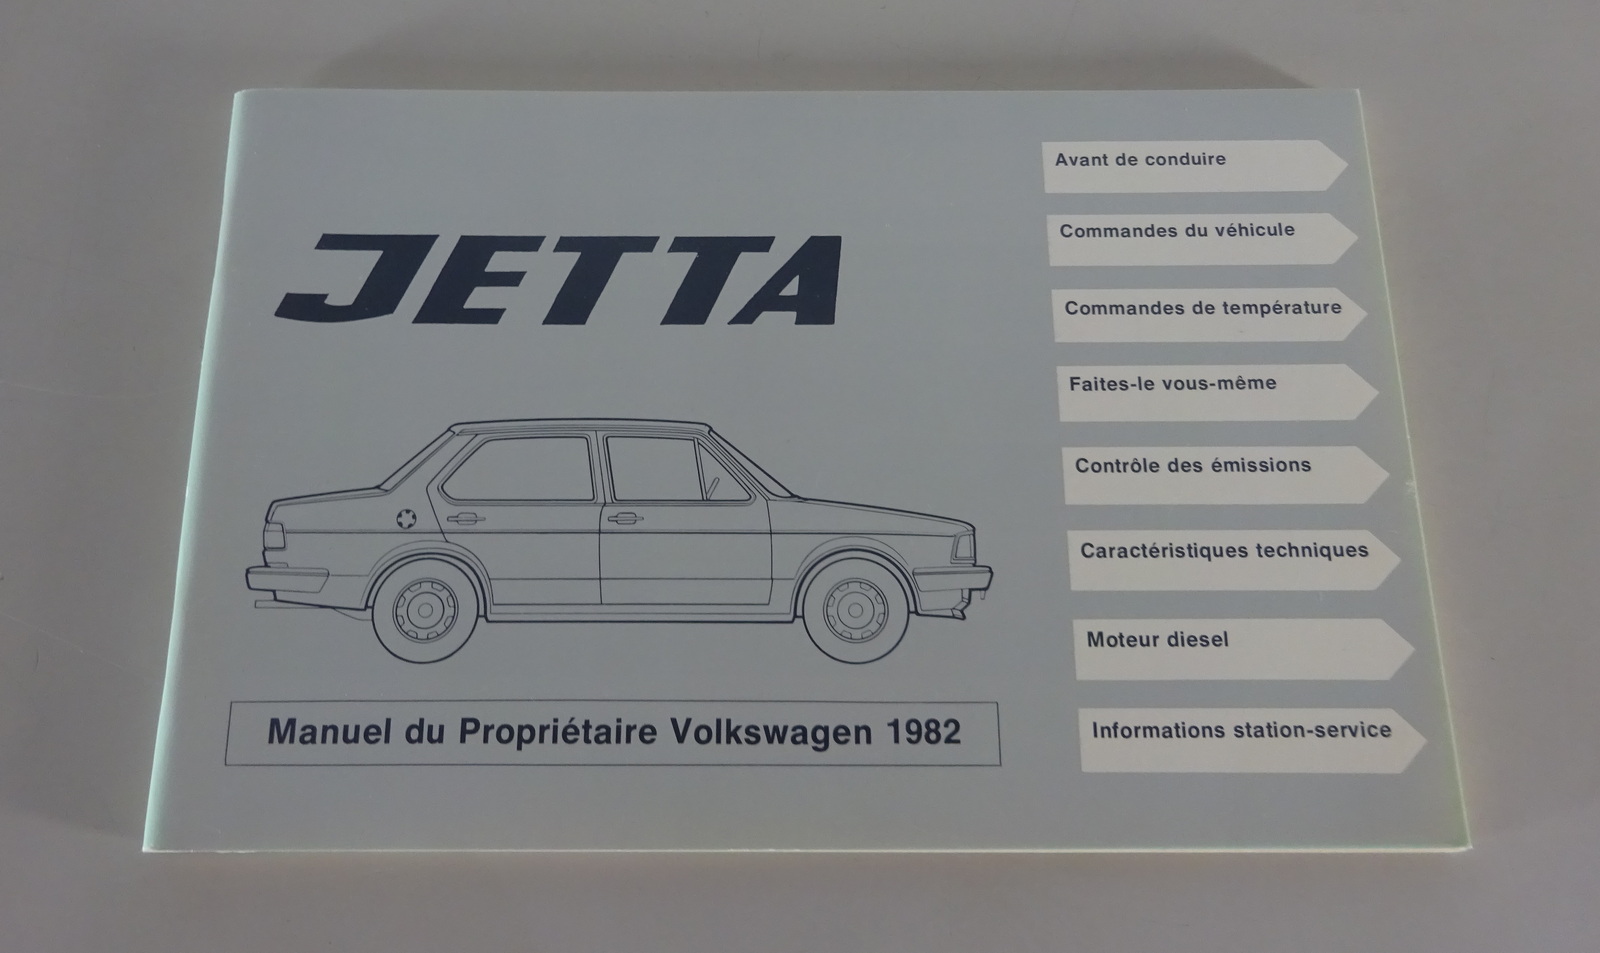 JETTA
Manuel du Propriétaire Volkswagen 1982
Avant de conduire
Commandes du véhicule
Commandes de température
Faites-le vous-même
Contrôle des émissions
Caractéristiques techniques
Moteur diesel
Informations station-service